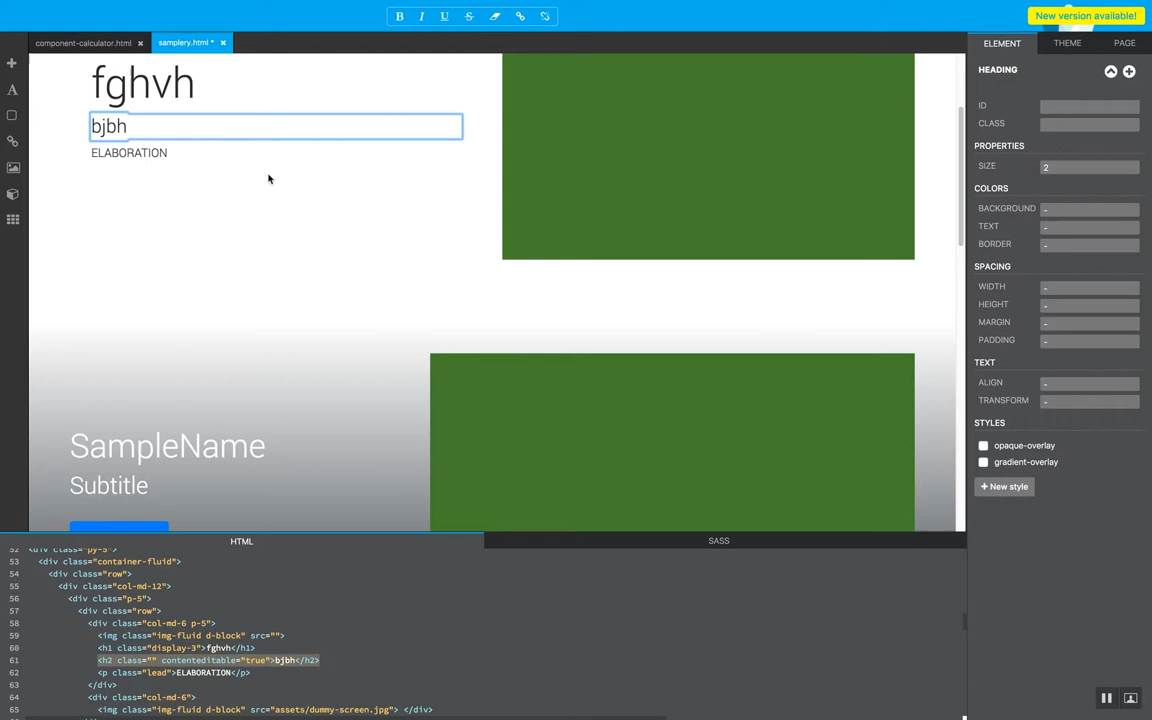 B I U S
New version available!
component-calculator.html ×
samplery.html * ×
ELEMENT THEME PAGE
HEADING
ID
CLASS
PROPERTIES
SIZE 2
COLORS
BACKGROUND -
TEXT -
BORDER -
SPACING
WIDTH -
HEIGHT -
MARGIN -
PADDING -
TEXT
ALIGN -
TRANSFORM -
STYLES
opaque-overlay
gradient-overlay
+ New style
A
fghvh
bjbh
ELABORATION
SampleName
Subtitle
HTML SASS
52 <div class="py-5">
53 <div class="container-fluid">
54 <div class="row">
55 <div class="col-md-12">
56 <div class="p-5">
57 <div class="row">
58 <div class="col-md-6 p-5">
59 <img class="img-fluid d-block" src="">
60 <h1 class="display-3">fghvh</h1>
61 <h2 class="" contenteditable="true">bjbh</h2>
62 <p class="lead">ELABORATION</p>
63 </div>
64 <div class="col-md-6">
65 <img class="img-fluid d-block" src="assets/dummy-screen.jpg"> </div>